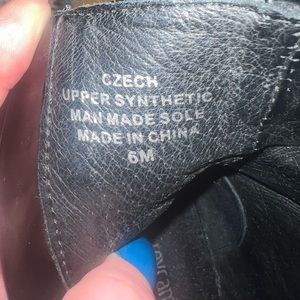 CZECH
UPPER SYNTHETIC
MAN MADE SOLE
MADE IN CHINA
6M